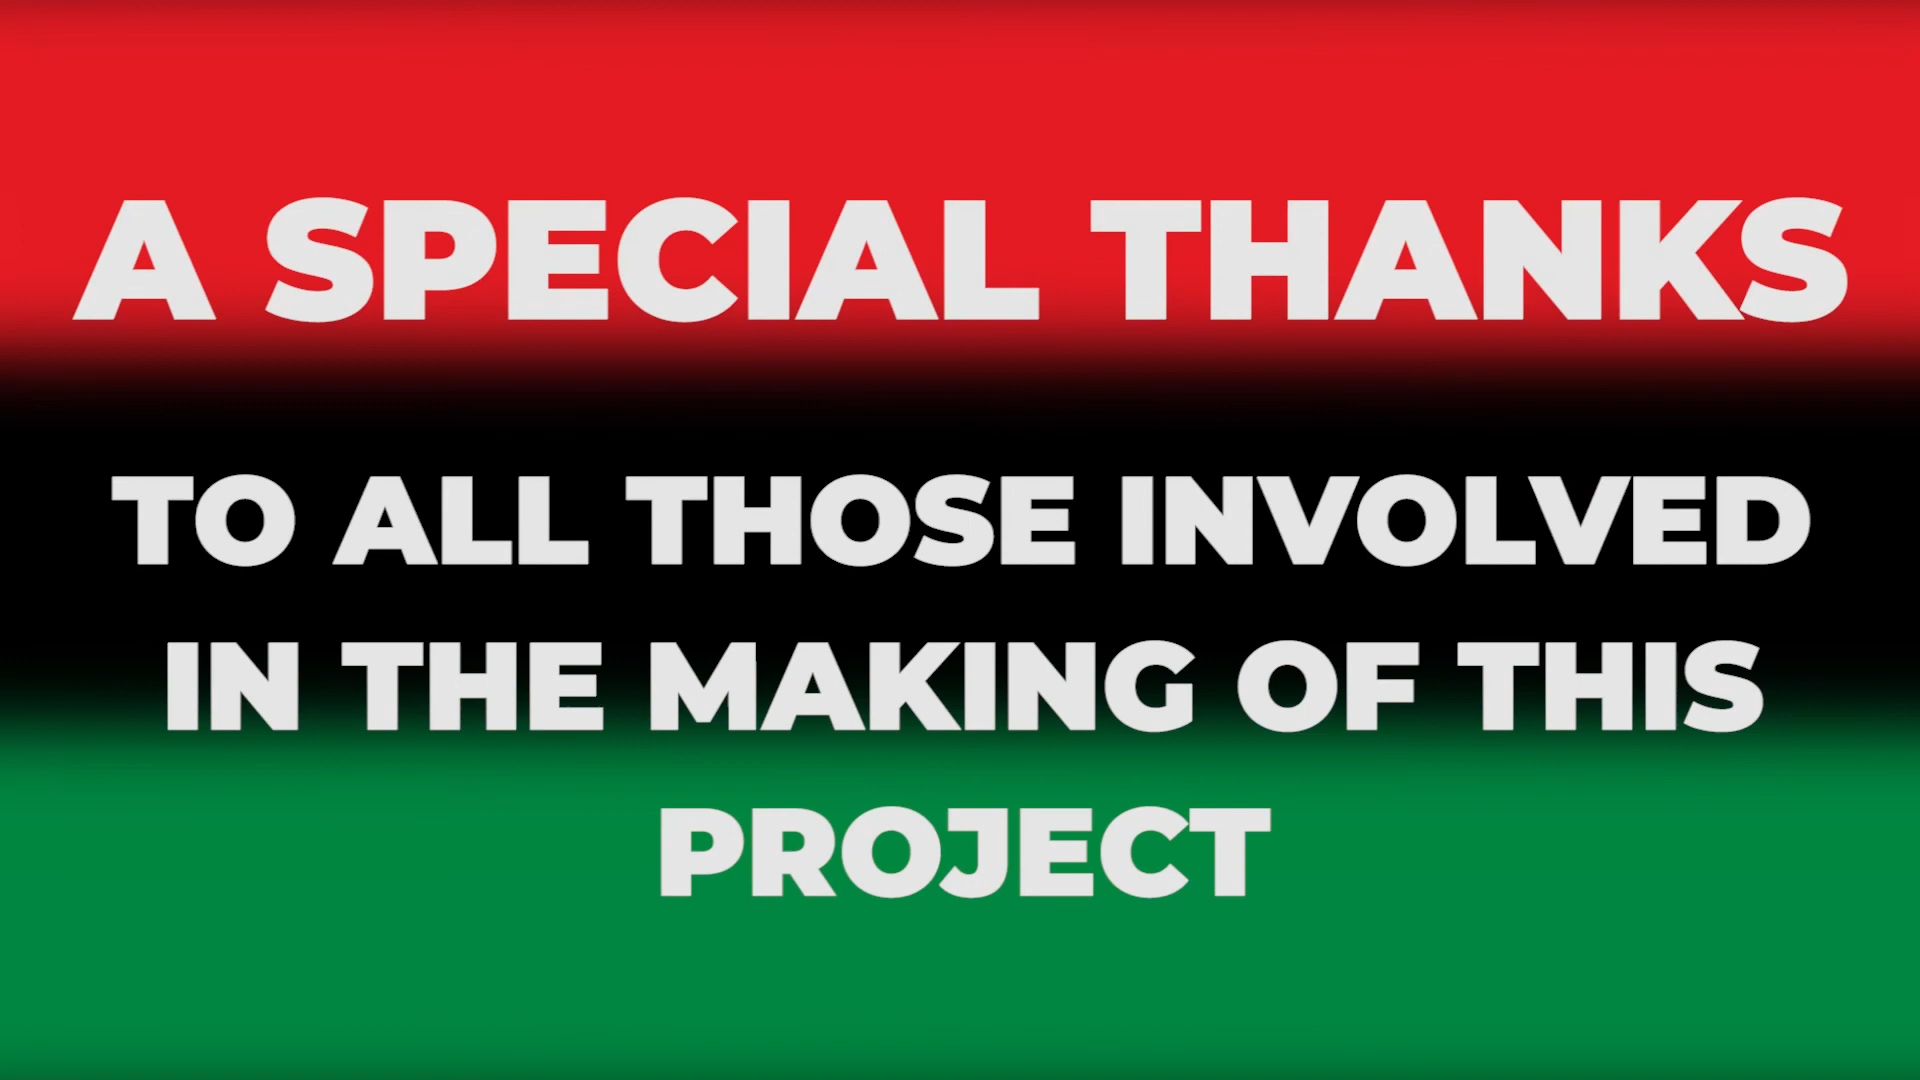 A SPECIAL THANKS
TO ALL THOSE INVOLVED
IN THE MAKING OF THIS
PROJECT